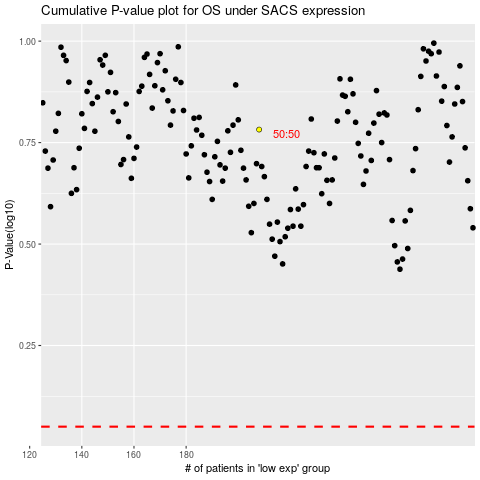 Cumulative P-value plot for OS under SACS expression
P-Value(log10)
1.00
0.75
0.50
0.25
50:50
120 140 160 180
# of patients in 'low exp' group